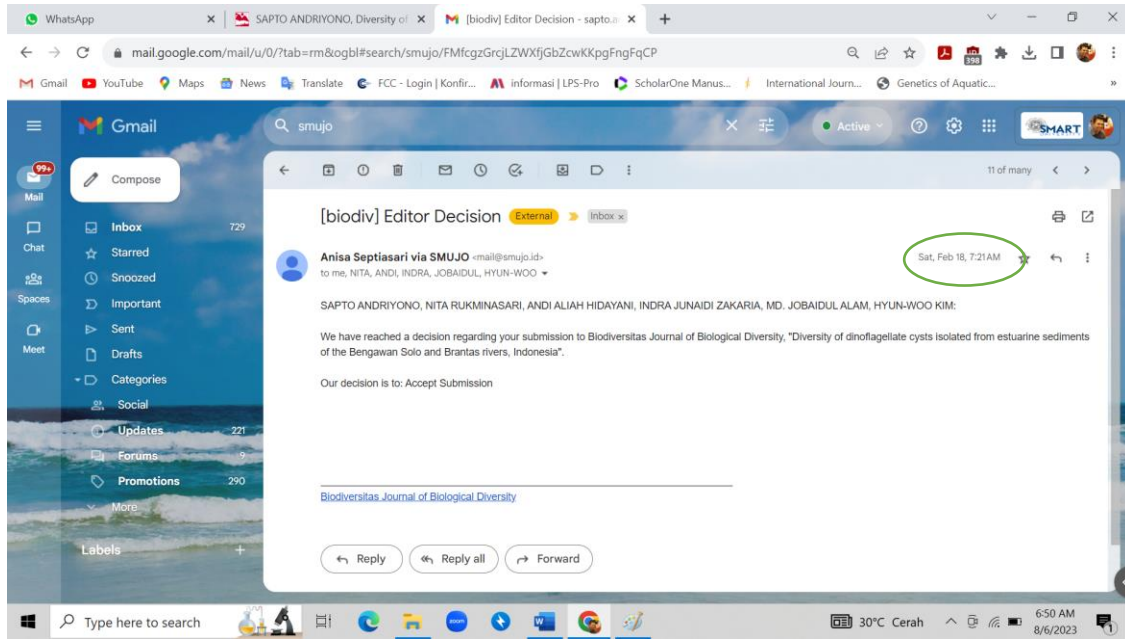 WhatsApp
SAPTO ANDRIYONO, Diversity of
[biodiv] Editor Decision - sapto.a
mail.google.com/mail/u/0/?tab=rm&ogbl#search/smujo/FMfcgzGrcjLZWXfjGbZcwKKpgFngFqCP
398
Gmail
YouTube
Maps
News
Translate
FCC - Login | Konfir...
informasi | LPS-Pro
ScholarOne Manus...
International Journ...
Genetics of Aquatic...
»
Gmail
smujo
Active
SMART
99+
Mail
Chat
Spaces
Meet
Compose
Inbox 729
Starred
Snoozed
Important
Sent
Drafts
Categories
Social
Updates 221
Forums 9
Promotions 290
More
Labels +
11 of many
[biodiv] Editor Decision External Inbox x
Anisa Septiasari via SMUJO <mail@smujo.id>
Sat, Feb 18, 7:21 AM
to me, NITA, ANDI, INDRA, JOBAIDUL, HYUN-WOO
SAPTO ANDRIYONO, NITA RUKMINASARI, ANDI ALIAH HIDAYANI, INDRA JUNAIDI ZAKARIA, MD. JOBAIDUL ALAM, HYUN-WOO KIM:
We have reached a decision regarding your submission to Biodiversitas Journal of Biological Diversity, "Diversity of dinoflagellate cysts isolated from estuarine sediments
of the Bengawan Solo and Brantas rivers, Indonesia".
Our decision is to: Accept Submission
Biodiversitas Journal of Biological Diversity
Reply
Reply all
Forward
Type here to search
zoom
30°C Cerah
6:50 AM
8/6/2023
1